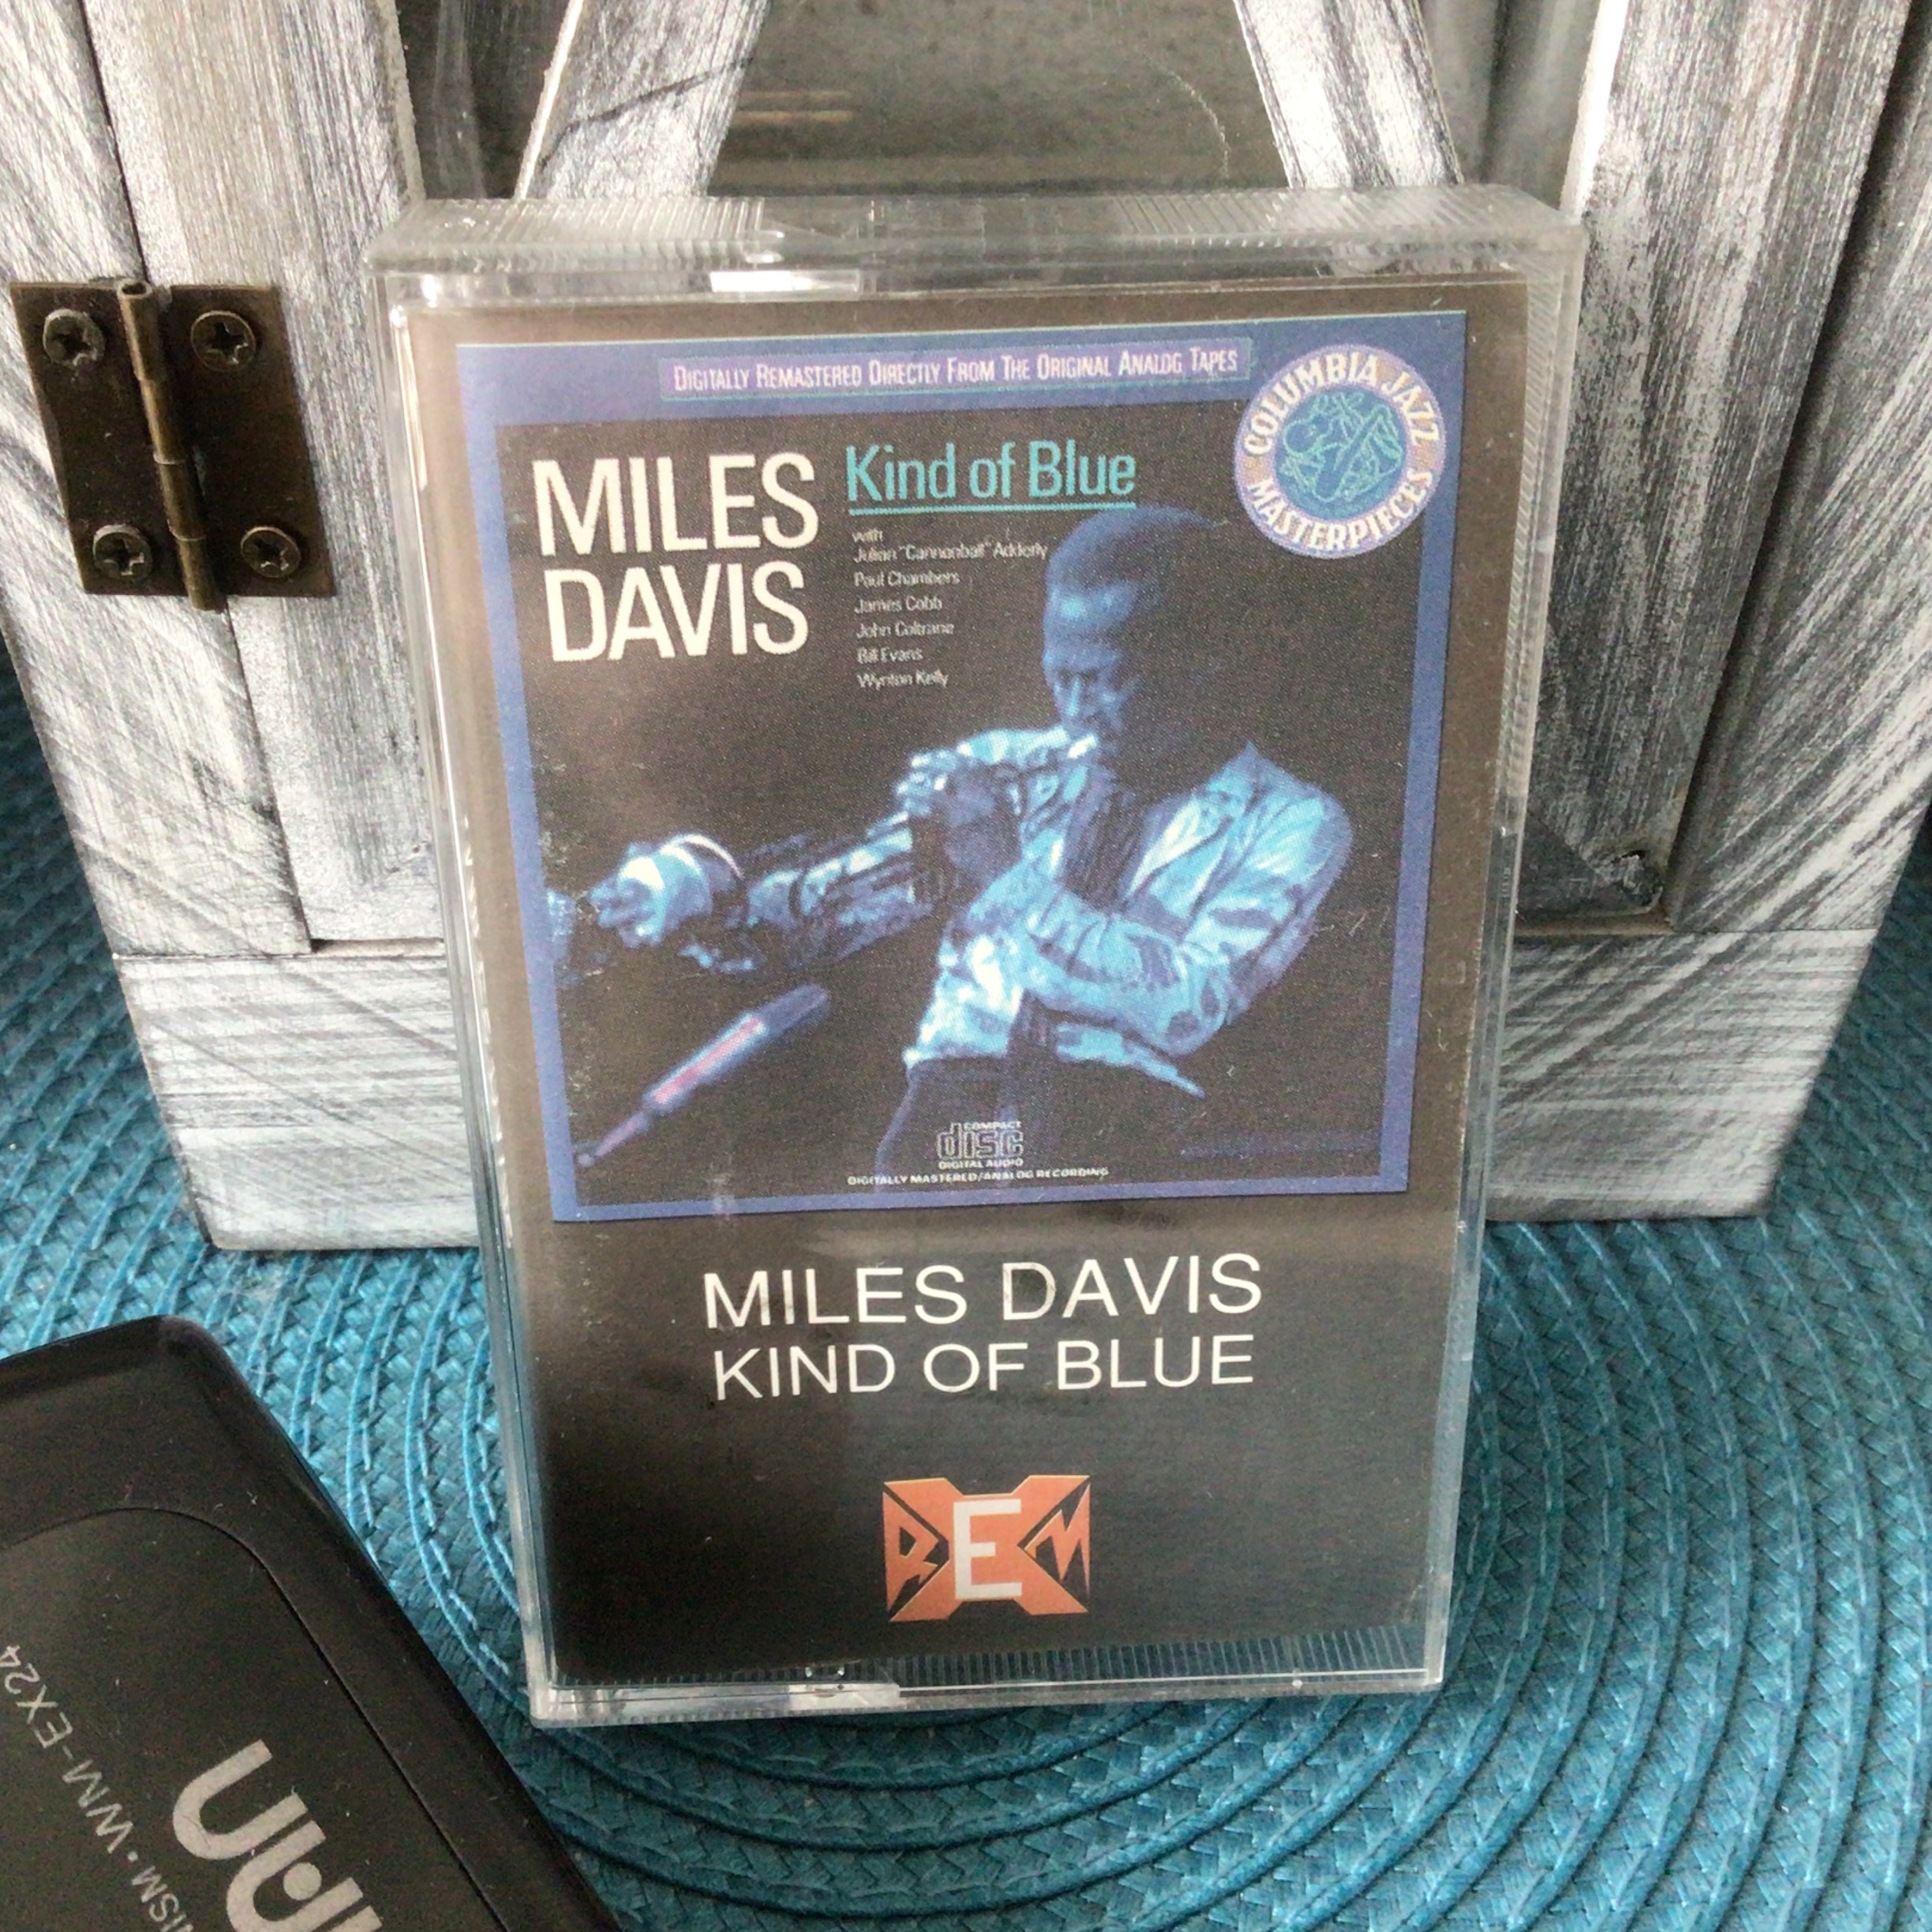 DIGITALLY REMASTERED DIRECTLY FROM THE ORIGINAL ANALOG TAPES
COLUMBIA JAZZ
MASTERPIECES
MILES
DAVIS
Kind of Blue
with
Julian "Cannonball" Adderly
Paul Chambers
James Cobb
John Coltrane
Bill Evans
Wynton Kelly
COMPACT
disc
DIGITAL AUDIO
DIGITALLY MASTERED/ANALOG RECORDING
MILES DAVIS
KIND OF BLUE
REM
WM-EX24